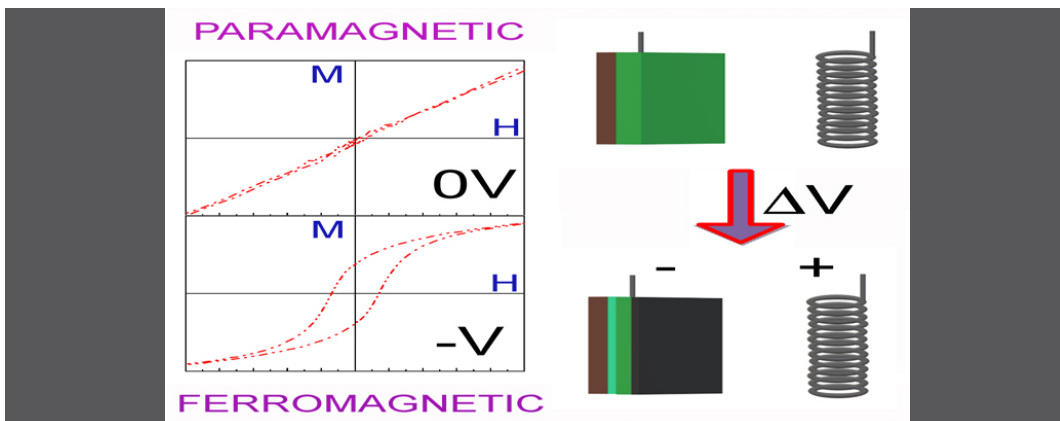 PARAMAGNETIC
M
H
0V
M
H
-V
FERROMAGNETIC
ΔV
- +